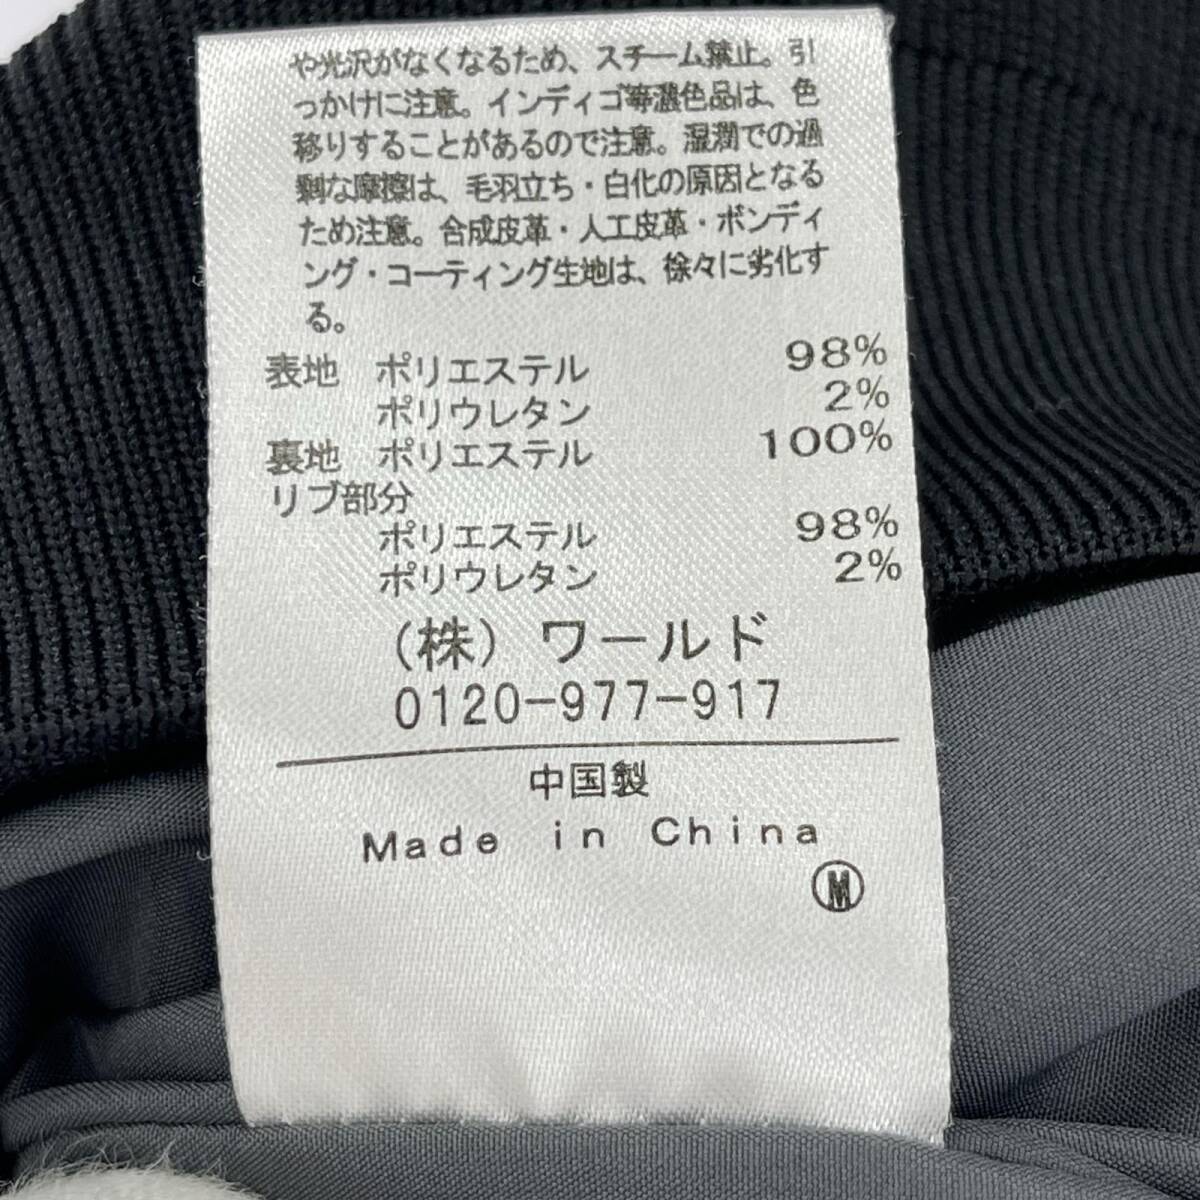 や光沢がなくなるため、スチーム禁止。引
っかけに注意。インディゴ等濃色品は、色
移りすることがあるので注意。湿潤での過
剰な摩擦は、毛羽立ち・白化の原因となる
ため注意。合成皮革・人工皮革・ボンディ
ング・コーティング生地は、徐々に劣化す
る。
表地 ポリエステル 98%
ポリウレタン 2%
裏地 ポリエステル 100%
リブ部分
ポリエステル 98%
ポリウレタン 2%
(株) ワールド
0120-977-917
中国製
Made in China
Ⓜ